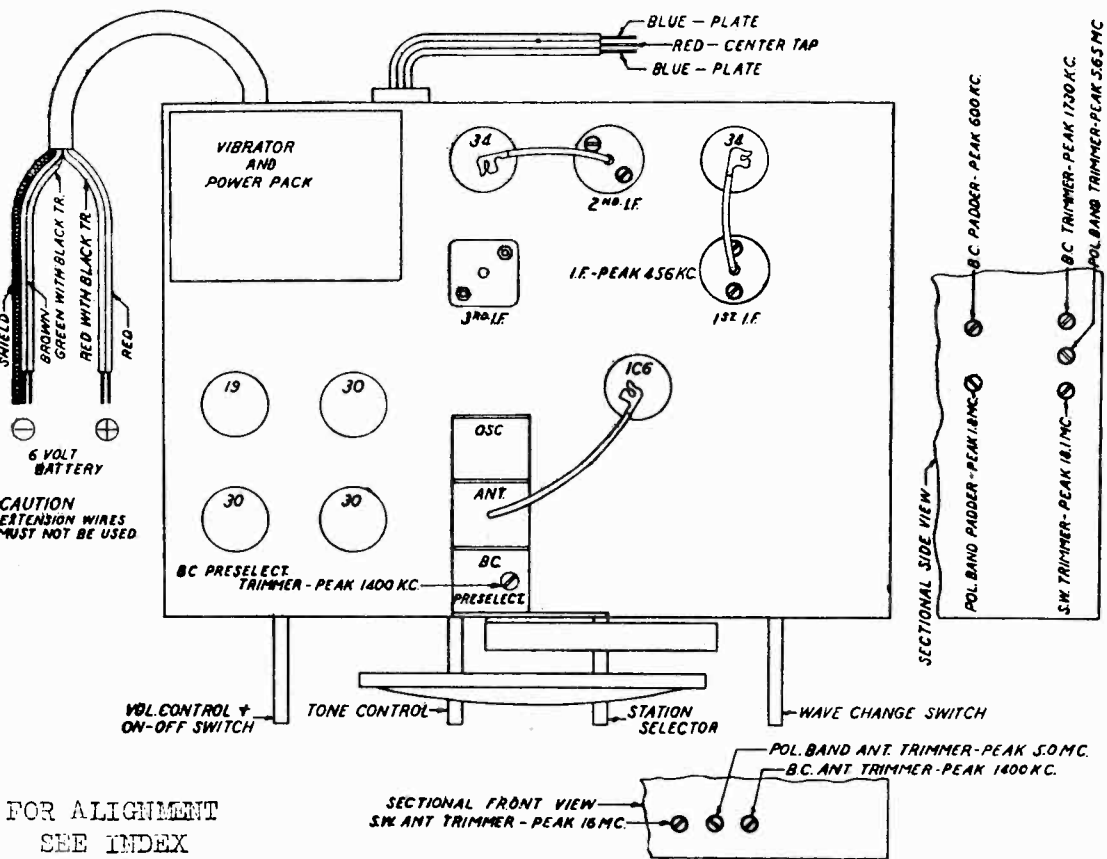 BLUE - PLATE
RED - CENTER TAP
BLUE - PLATE
VIBRATOR
AND
POWER PACK
34
2ND. I.F.
34
I.F.-PEAK 456 KC.
1ST. I.F.
3RD. I.F.
SHIELD
BROWN
GREEN WITH BLACK TR.
RED WITH BLACK TR.
RED
6 VOLT
BATTERY
CAUTION
EXTENSION WIRES
MUST NOT BE USED
19
30
30
30
1C6
OSC
ANT.
BC
PRESELECT.
BC PRESELECT.
TRIMMER - PEAK 1400 KC.
VOL. CONTROL +
ON-OFF SWITCH
TONE CONTROL
STATION
SELECTOR
WAVE CHANGE SWITCH
B.C. PADDER - PEAK 600 KC.
B.C. TRIMMER - PEAK 1730 KC.
POL. BAND TRIMMER - PEAK 5.65 MC
POL. BAND PADDER - PEAK 1.8 MC
S.W. TRIMMER - PEAK 18.1 MC.
SECTIONAL SIDE VIEW
POL. BAND ANT. TRIMMER - PEAK 5.0 MC.
B.C. ANT TRIMMER - PEAK 1400 KC.
SECTIONAL FRONT VIEW
S.W. ANT TRIMMER - PEAK 16 MC.
FOR ALIGNMENT
SEE INDEX